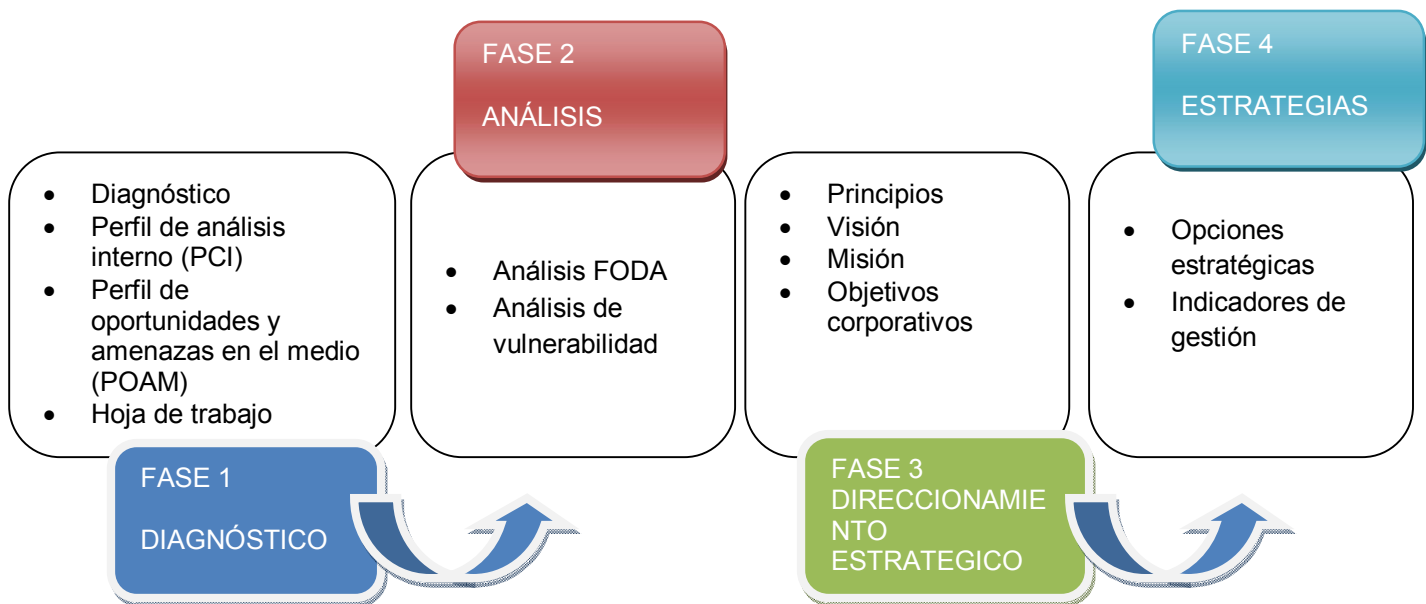 • Diagnóstico
• Perfil de análisis
interno (PCI)
• Perfil de
oportunidades y
amenazas en el medio
(POAM)
• Hoja de trabajo
FASE 1
DIAGNÓSTICO
FASE 2
ANÁLISIS
• Análisis FODA
• Análisis de
vulnerabilidad
• Principios
• Visión
• Misión
• Objetivos
corporativos
FASE 3
DIRECCIONAMIE
NTO
ESTRATEGICO
FASE 4
ESTRATEGIAS
• Opciones
estratégicas
• Indicadores de
gestión